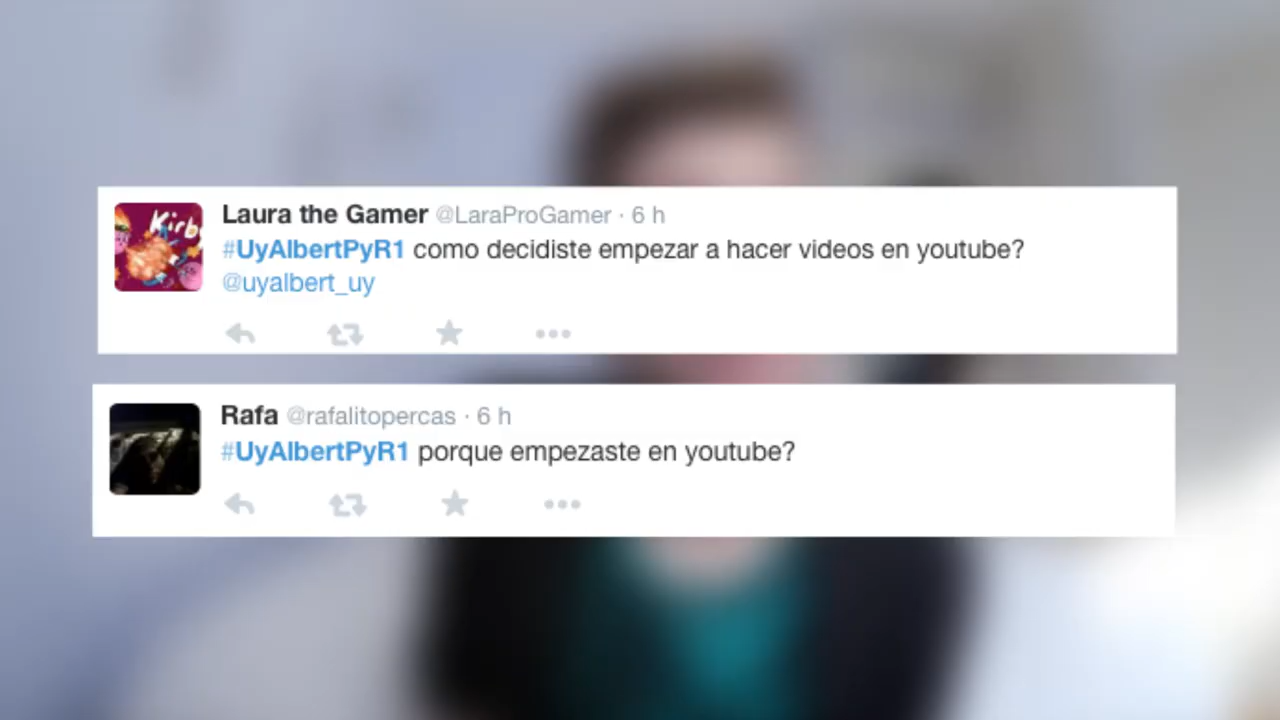 Kirb
Laura the Gamer @LaraProGamer · 6 h
#UyAlbertPyR1 como decidiste empezar a hacer videos en youtube?
@uyalbert_uy
Rafa @rafalitopercas · 6 h
#UyAlbertPyR1 porque empezaste en youtube?